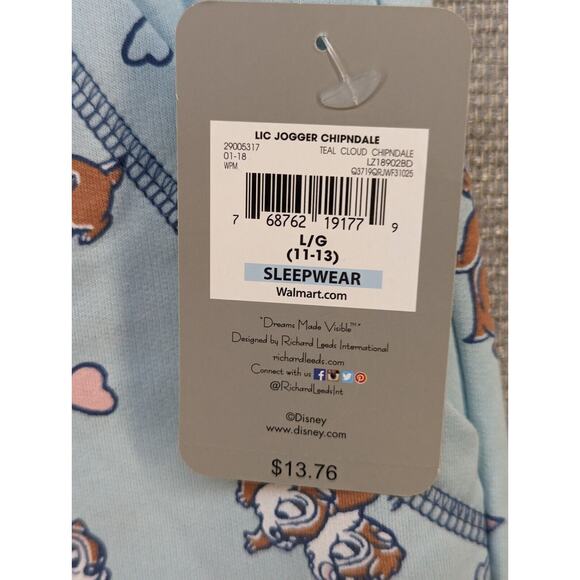 LIC JOGGER CHIPNDALE
29005317 TEAL CLOUD CHIPNDALE
01-18 LZ18902BD
WPM Q3719QRJWF31025
7 68762 19177 9
L/G
(11-13)
SLEEPWEAR
Walmart.com
"Dreams Made Visible™"
Designed by Richard Leeds International
richardleeds.com
Connect with us
@RichardLeedsInt
©Disney
www.disney.com
$13.76